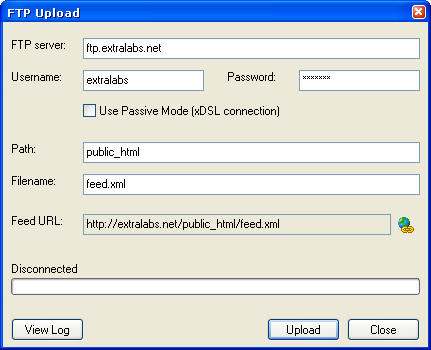 FTP Upload
FTP server: ftp.extralabs.net
Username: extralabs Password: *******
Use Passive Mode (xDSL connection)
Path: public_html
Filename: feed.xml
Feed URL: http://extralabs.net/public_html/feed.xml
Disconnected
View Log Upload Close